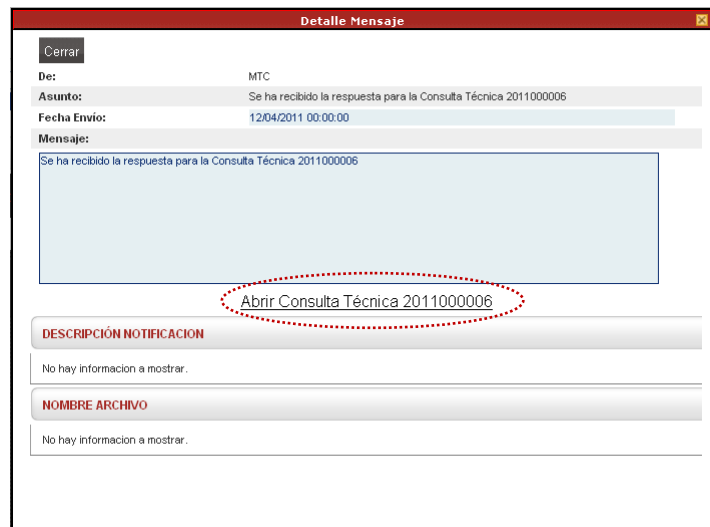 Detalle Mensaje
Cerrar
De: MTC
Asunto: Se ha recibido la respuesta para la Consulta Técnica 2011000006
Fecha Envío: 12/04/2011 00:00:00
Mensaje:
Se ha recibido la respuesta para la Consulta Técnica 2011000006
Abrir Consulta Técnica 2011000006
DESCRIPCIÓN NOTIFICACION
No hay informacion a mostrar.
NOMBRE ARCHIVO
No hay informacion a mostrar.